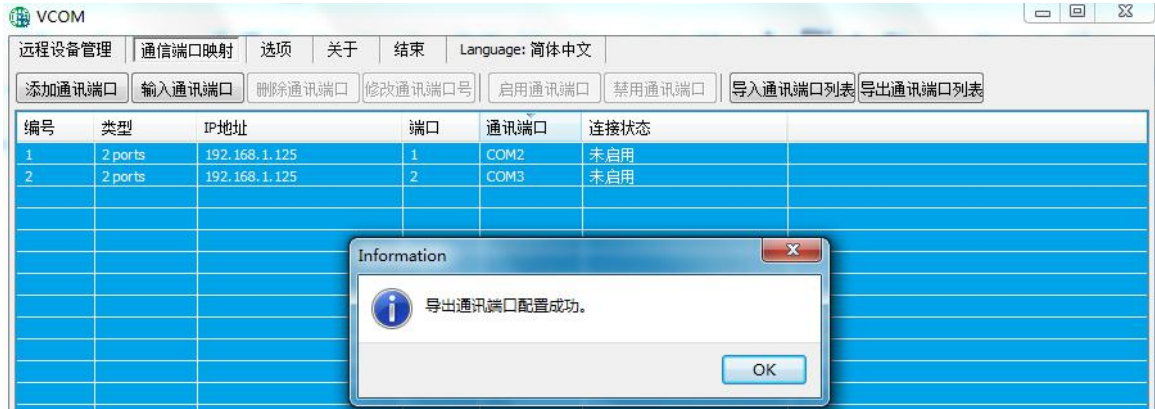 VCOM
远程设备管理 通信端口映射 选项 关于 结束 Language: 简体中文
添加通讯端口 输入通讯端口 删除通讯端口 修改通讯端口号 启用通讯端口 禁用通讯端口 导入通讯端口列表 导出通讯端口列表
编号 类型 IP地址 端口 通讯端口 连接状态
1 2 ports 192.168.1.125 1 COM2 未启用
2 2 ports 192.168.1.125 2 COM3 未启用
Information
导出通讯端口配置成功。
OK